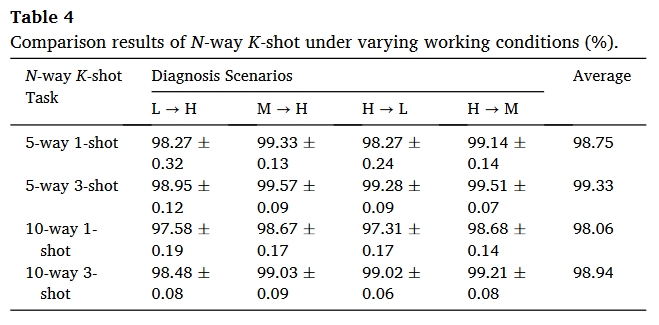 Table 4
Comparison results of N-way K-shot under varying working conditions (%).
N-way K-shot Diagnosis Scenarios Average
Task
L → H M → H H → L H → M
5-way 1-shot 98.27 ± 99.33 ± 98.27 ± 99.14 ± 98.75
0.32 0.13 0.24 0.14
5-way 3-shot 98.95 ± 99.57 ± 99.28 ± 99.51 ± 99.33
0.12 0.09 0.09 0.07
10-way 1- 97.58 ± 98.67 ± 97.31 ± 98.68 ± 98.06
shot 0.19 0.17 0.17 0.14
10-way 3- 98.48 ± 99.03 ± 99.02 ± 99.21 ± 98.94
shot 0.08 0.09 0.06 0.08